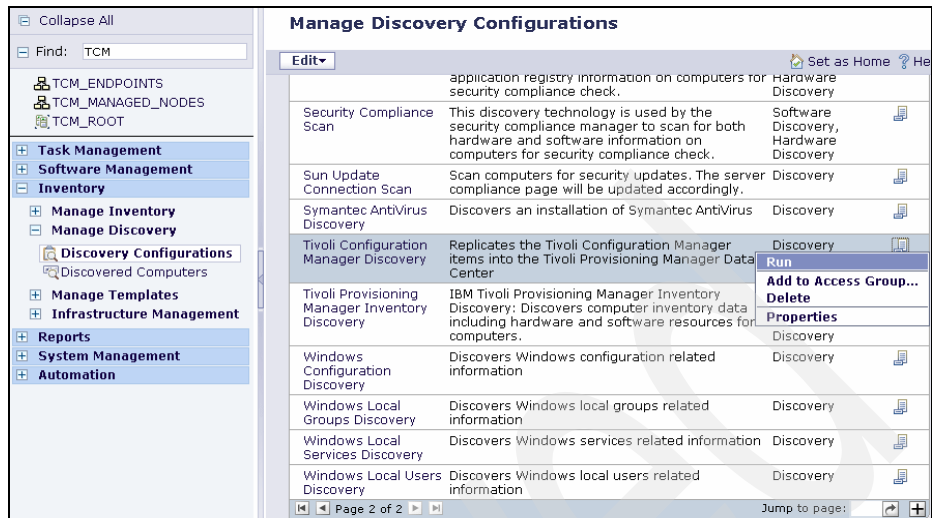 Collapse All
Find: TCM
TCM_ENDPOINTS
TCM_MANAGED_NODES
TCM_ROOT
Task Management
Software Management
Inventory
Manage Inventory
Manage Discovery
Discovery Configurations
Discovered Computers
Manage Templates
Infrastructure Management
Reports
System Management
Automation
Manage Discovery Configurations
Edit
Set as Home ? He
application registry information on computers for Hardware
security compliance check. Discovery
Security Compliance This discovery technology is used by the Software
Scan security compliance manager to scan for both Discovery,
hardware and software information on Hardware
computers for security compliance check. Discovery
Sun Update Scan computers for security updates. The server Discovery
Connection Scan compliance page will be updated accordingly.
Symantec AntiVirus Discovers an installation of Symantec AntiVirus Discovery
Discovery
Tivoli Configuration Replicates the Tivoli Configuration Manager Discovery
Manager Discovery items into the Tivoli Provisioning Manager Data
Center
Run
Add to Access Group...
Delete
Properties
Tivoli Provisioning IBM Tivoli Provisioning Manager Inventory
Manager Inventory Discovery: Discovers computer inventory data
Discovery including hardware and software resources for
computers. Discovery
Windows Discovers Windows configuration related Discovery
Configuration information
Discovery
Windows Local Discovers Windows local groups related Discovery
Groups Discovery information
Windows Local Discovers Windows services related information Discovery
Services Discovery
Windows Local Users Discovers Windows local users related Discovery
Discovery information
Page 2 of 2
Jump to page: